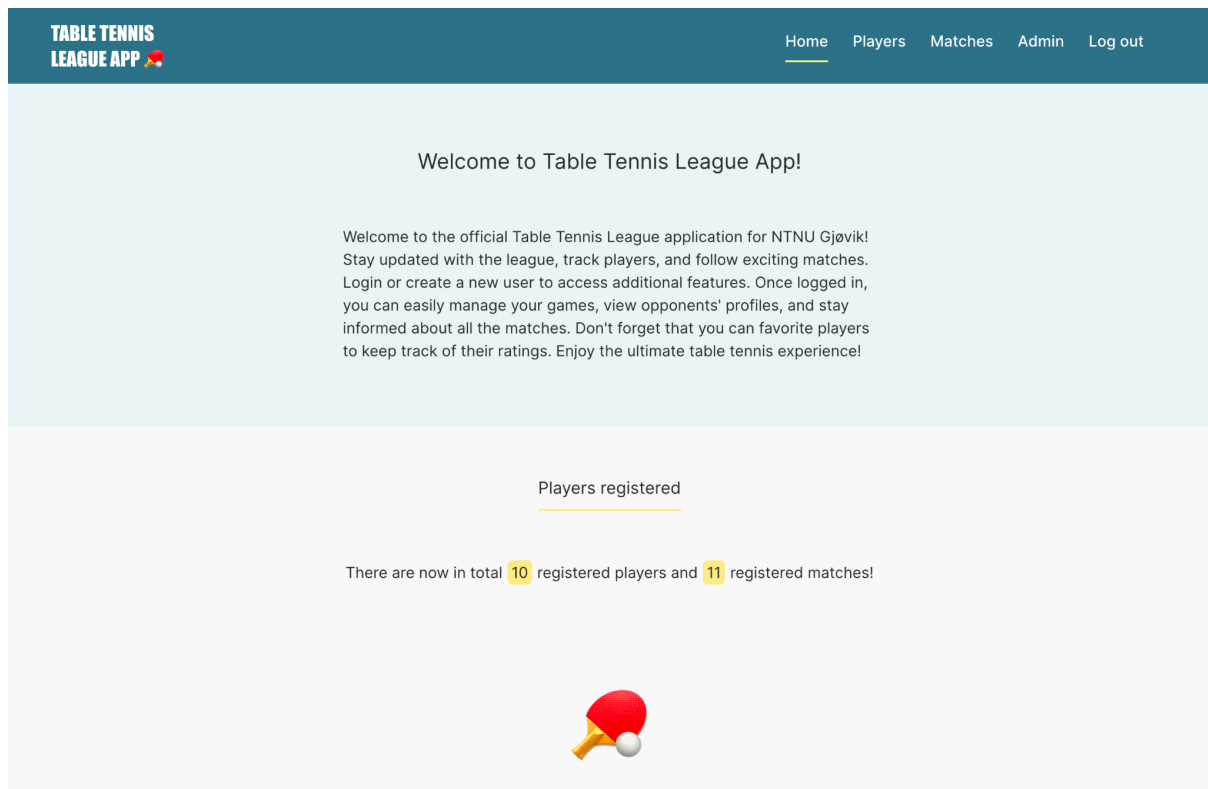 TABLE TENNIS
LEAGUE APP
Home Players Matches Admin Log out
Welcome to Table Tennis League App!
Welcome to the official Table Tennis League application for NTNU Gjøvik!
Stay updated with the league, track players, and follow exciting matches.
Login or create a new user to access additional features. Once logged in,
you can easily manage your games, view opponents' profiles, and stay
informed about all the matches. Don't forget that you can favorite players
to keep track of their ratings. Enjoy the ultimate table tennis experience!
Players registered
There are now in total 10 registered players and 11 registered matches!